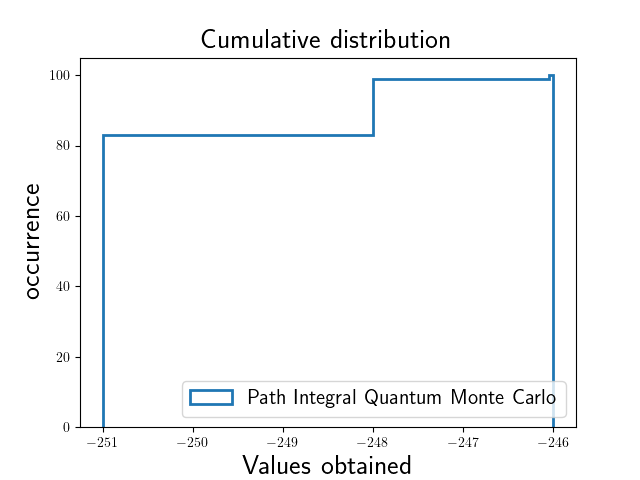 Cumulative distribution
occurrence
100
80
60
40
20
0
Path Integral Quantum Monte Carlo
−251 −250 −249 −248 −247 −246
Values obtained